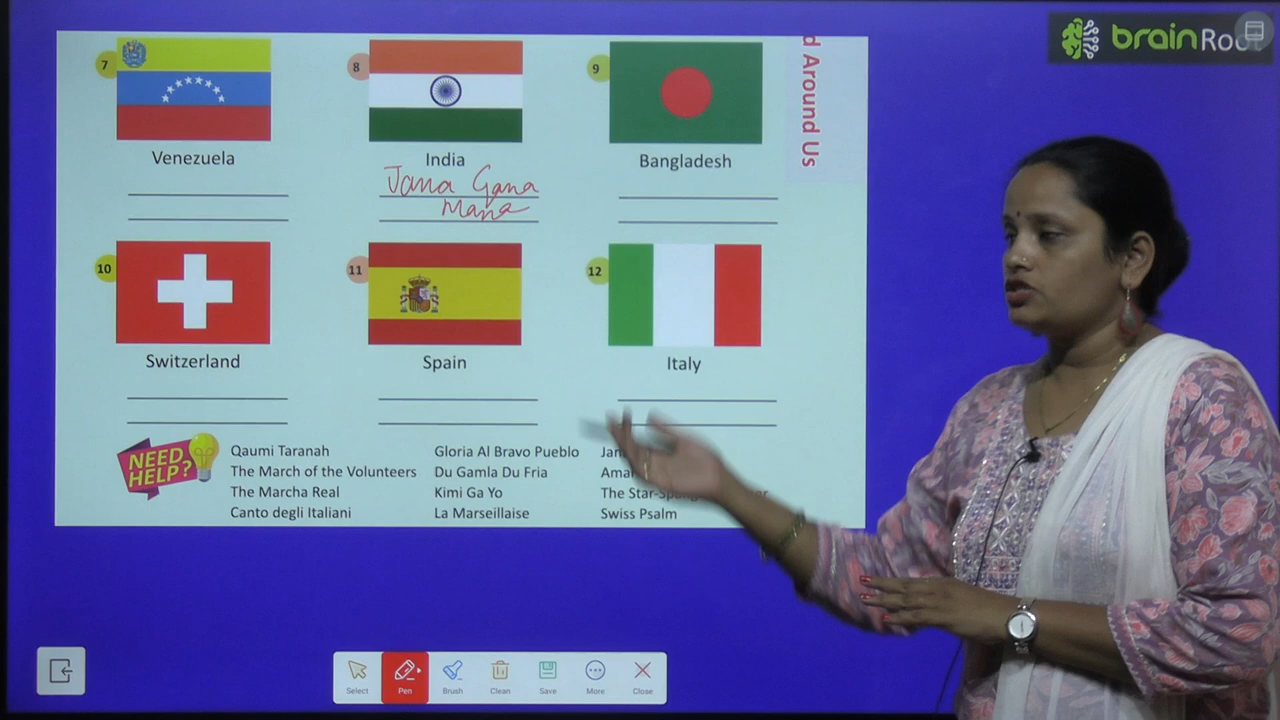 brainRoo
d Around Us
7
8
9
Venezuela
India
Bangladesh
Jana Gana
Mana
10
11
12
Switzerland
Spain
Italy
NEED
HELP?
Qaumi Taranah
Gloria Al Bravo Pueblo
The March of the Volunteers
Du Gamla Du Fria
The Marcha Real
Kimi Ga Yo
The Star-
Canto degli Italiani
La Marseillaise
Swiss Psalm
Select
Pen
Brush
Clean
Save
More
Close